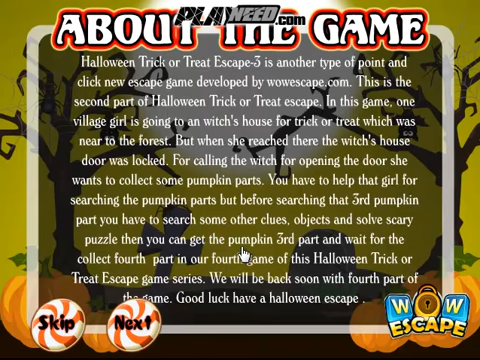 PLAYNEED.com
ABOUT THE GAME
Halloween Trick or Treat Escape-3 is another type of point and
click new escape game developed by wowescape.com. This is the
second part of Halloween Trick or Treat escape. In this game, one
village girl is going to an witch's house for trick or treat which was
near to the forest. But when she reached there the witch's house
door was locked. For calling the witch for opening the door she
wants to collect some pumpkin parts. You have to help that girl for
searching the pumpkin parts but before searching that 3rd pumpkin
part you have to search some other clues, objects and solve scary
puzzle then you can get the pumpkin 3rd part and wait for the
collect fourth part in our fourth game of this Halloween Trick or
Treat Escape game series. We will be back soon with fourth part of
the game. Good luck have a halloween escape .
Skip
Next
WOW
ESCAPE